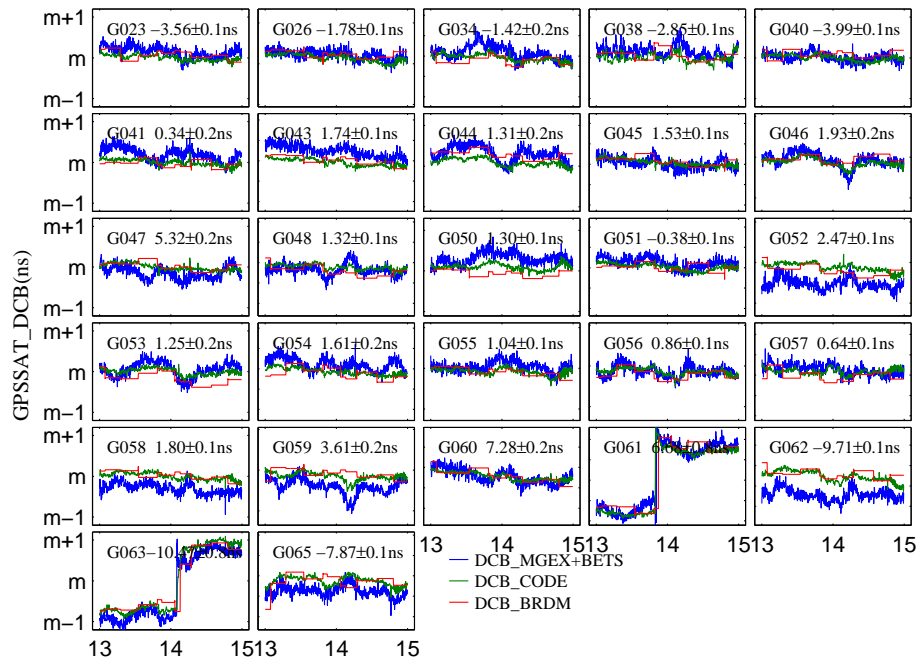 m+1 G023 −3.56±0.1ns G026 −1.78±0.1ns G034 −1.42±0.2ns G038 −2.85±0.1ns G040 −3.99±0.1ns
m
m−1
m+1 G041 0.34±0.2ns G043 1.74±0.1ns G044 1.31±0.2ns G045 1.53±0.1ns G046 1.93±0.2ns
m
m−1
m+1 G047 5.32±0.2ns G048 1.32±0.1ns G050 1.30±0.1ns G051 −0.38±0.1ns G052 2.47±0.1ns
m
m−1
GPSSAT_DCB(ns)
m+1 G053 1.25±0.2ns G054 1.61±0.2ns G055 1.04±0.1ns G056 0.86±0.1ns G057 0.64±0.1ns
m
m−1
m+1 G058 1.80±0.1ns G059 3.61±0.2ns G060 7.28±0.2ns G061 G062 −9.71±0.1ns
m
m−1
13 14 15 13 14 15 13 14 15
m+1 G063 G065 −7.87±0.1ns
m
m−1
13 14 15 13 14 15
DCB_MGEX+BETS
DCB_CODE
DCB_BRDM